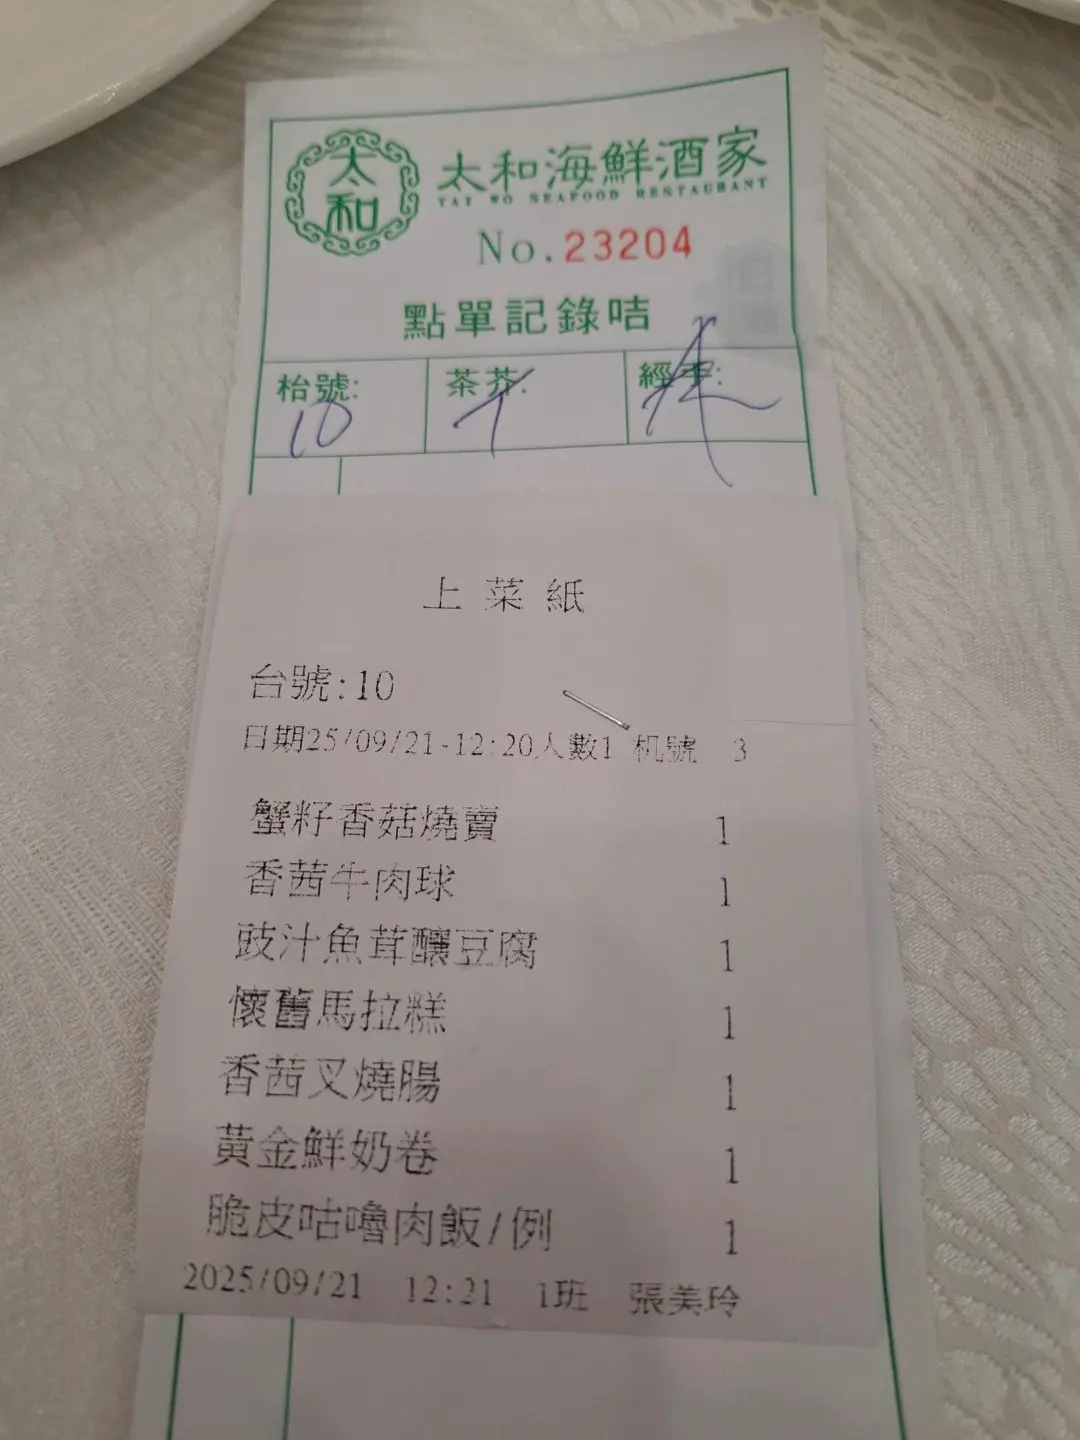 太和
太和海鮮酒家
TAI WO SEAFOOD RESTAURANT
No. 23204
點單記錄咭
枱號: 10
茶芥:
經手:
上菜紙
台號:10
日期25/09/21-12:20人數1 机號 3
蟹籽香菇燒賣 1
香茜牛肉球 1
豉汁魚茸釀豆腐 1
懷舊馬拉糕 1
香茜叉燒腸 1
黃金鮮奶卷 1
脆皮咕嚕肉飯/例 1
2025/09/21 12:21 1班 張美玲